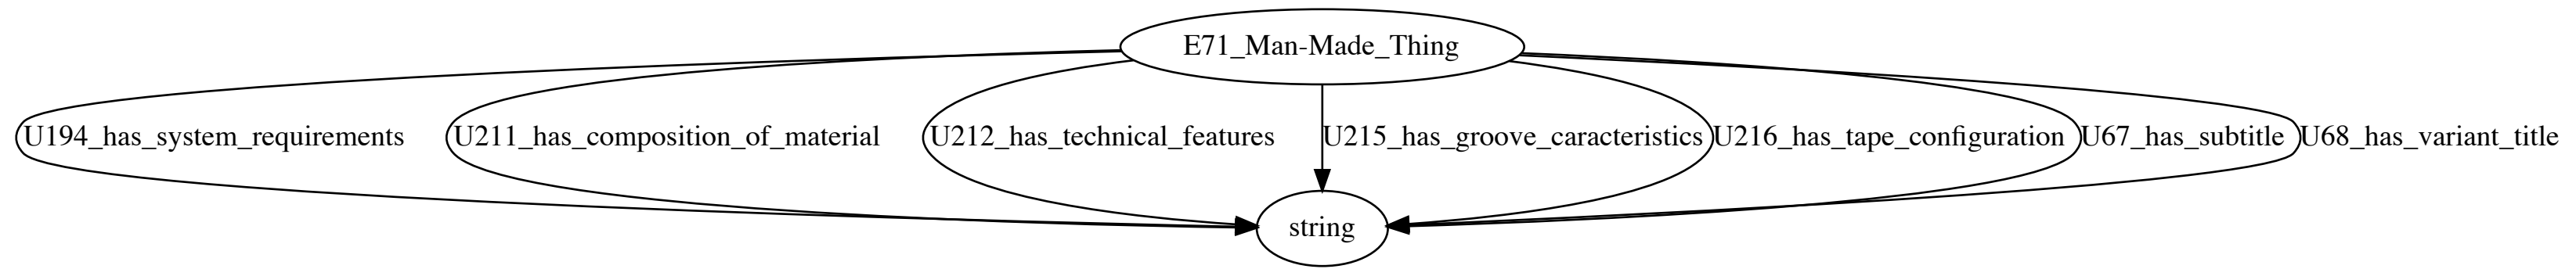 E71_Man-Made_Thing
U194_has_system_requirements
U211_has_composition_of_material
U212_has_technical_features
U215_has_groove_caracteristics
U216_has_tape_configuration
U67_has_subtitle
U68_has_variant_title
string